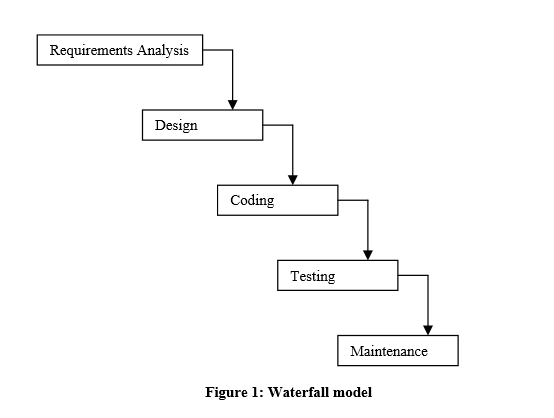 Requirements Analysis
Design
Coding
Testing
Maintenance
Figure 1: Waterfall model